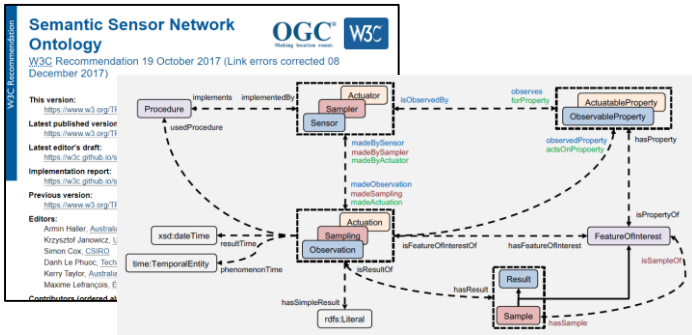 W3C Recommendation
Semantic Sensor Network
Ontology
OGC®
Making location count.
W3C
W3C Recommendation 19 October 2017 (Link errors corrected 08
December 2017)
This version:
https://www.w3.org/TR
Latest published version
https://www.w3.org/TR
Latest editor's draft:
https://w3c.github.io/s
Implementation report:
https://w3c.github.io/s
Previous version:
https://www.w3.org/TR
Editors:
Armin Haller, Australia
Krzysztof Janowicz, U
Simon Cox, CSIRO
Danh Le Phuoc, Tech
Kerry Taylor, Australia
Maxime Lefrançois, É
Contributors (ordered al
Procedure
implements
implementedBy
Actuator
Sampler
Sensor
isObservedBy
observes
forProperty
ActuatableProperty
ObservableProperty
usedProcedure
madeBySensor
madeBySampler
madeByActuator
observedProperty
actsOnPropoerty
hasProperty
madeObservation
madeSampling
madeActuation
xsd:dateTime
resultTime
Actuation
Sampling
Observation
isFeatureOfInterestOf
hasFeatureOfInterest
isPropertyOf
FeatureOfInterest
time:TemporalEntity
phenomenonTime
isResultOf
isSampleOf
hasResult
Result
Sample
hasSimpleResult
hasSample
rdfs:Literal